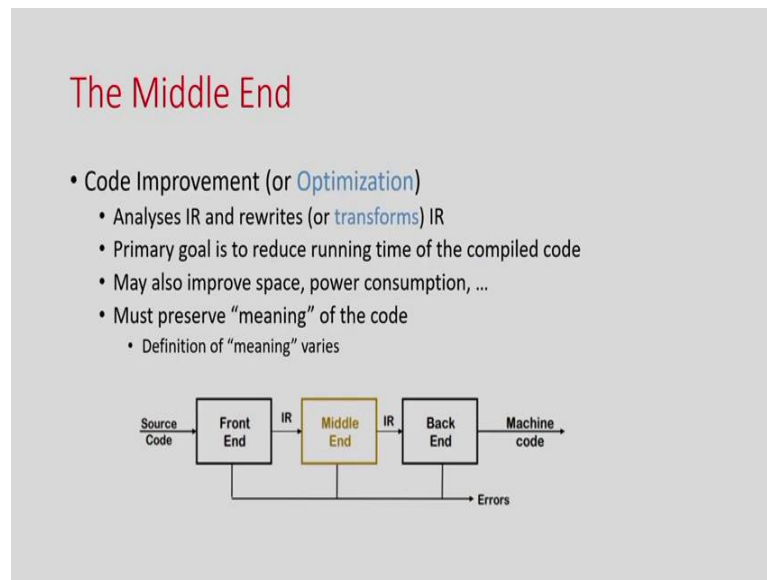 The Middle End
• Code Improvement (or Optimization)
• Analyses IR and rewrites (or transforms) IR
• Primary goal is to reduce running time of the compiled code
• May also improve space, power consumption, ...
• Must preserve “meaning” of the code
• Definition of “meaning” varies
Source
Code
Front
End
IR
Middle
End
IR
Back
End
Machine
code
Errors